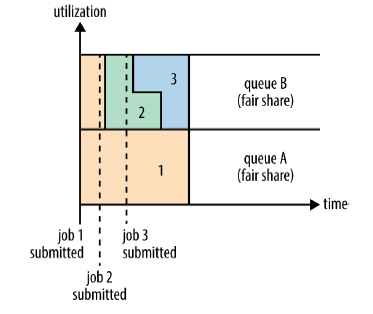 utilization
3
2
queue B
(fair share)
1
queue A
(fair share)
time
job 1
submitted
job 3
submitted
job 2
submitted